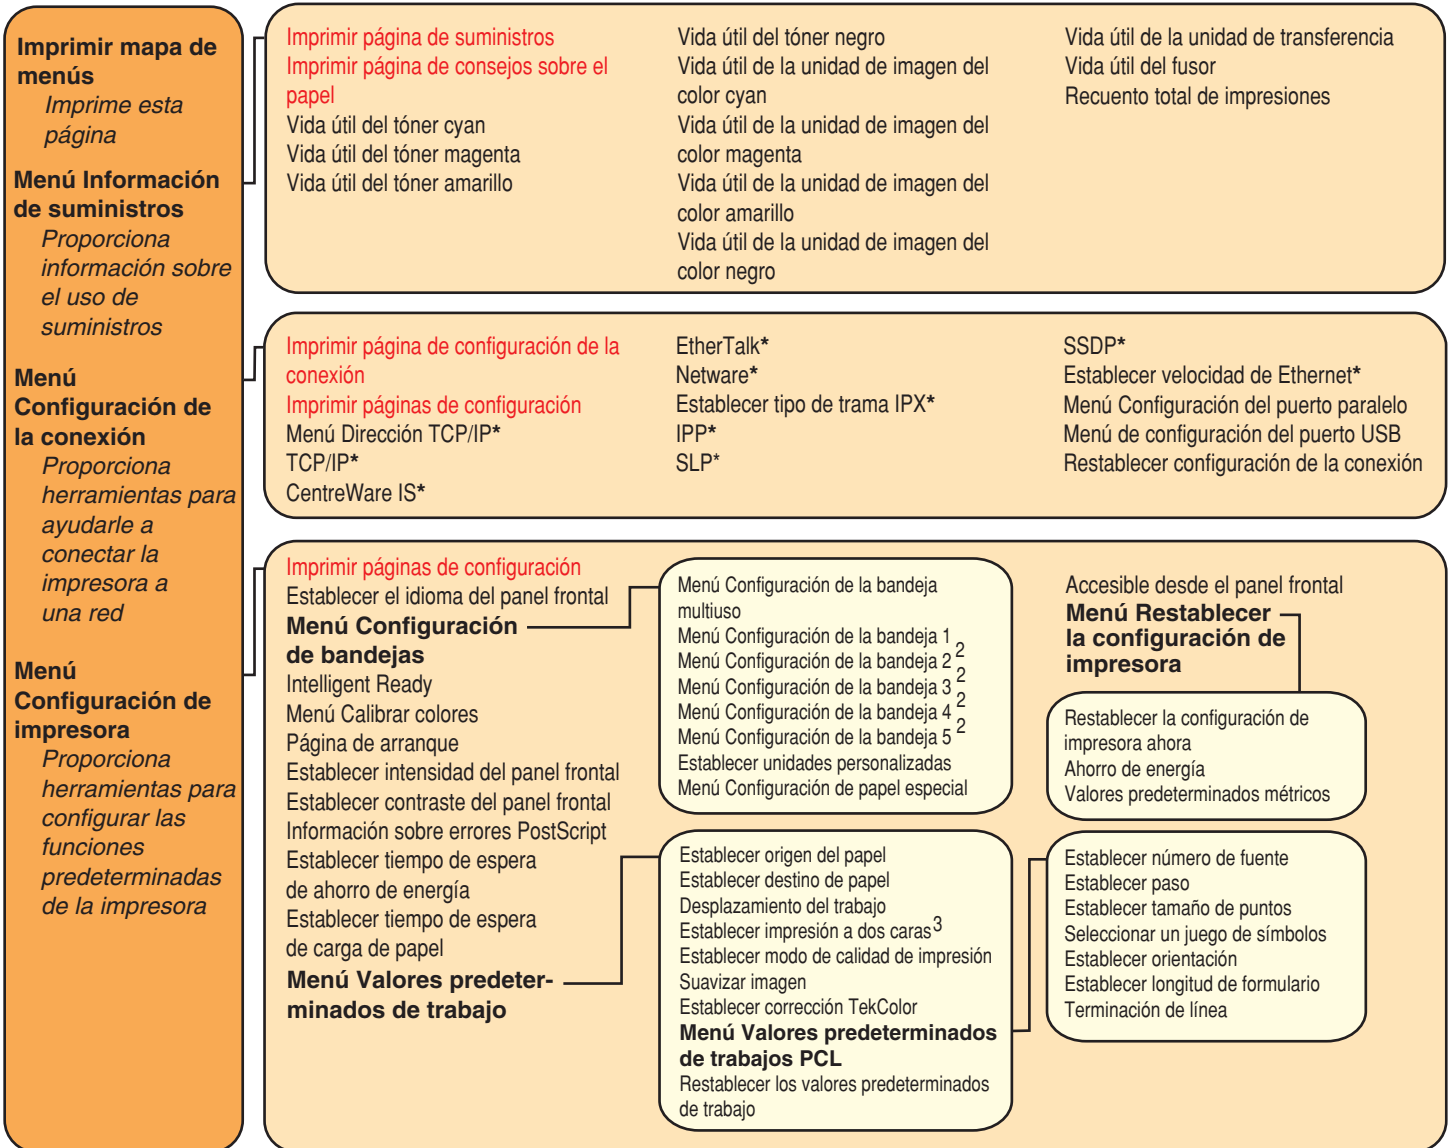 Imprimir mapa de
menús
Imprime esta
página
Menú Información
de suministros
Proporciona
información sobre
el uso de
suministros
Menú
Configuración de
la conexión
Proporciona
herramientas para
ayudarle a
conectar la
impresora a
una red
Menú
Configuración de
impresora
Proporciona
herramientas para
configurar las
funciones
predeterminadas
de la impresora
Imprimir página de suministros
Imprimir página de consejos sobre el
papel
Vida útil del tóner cyan
Vida útil del tóner magenta
Vida útil del tóner amarillo
Vida útil del tóner negro
Vida útil de la unidad de imagen del
color cyan
Vida útil de la unidad de imagen del
color magenta
Vida útil de la unidad de imagen del
color amarillo
Vida útil de la unidad de imagen del
color negro
Vida útil de la unidad de transferencia
Vida útil del fusor
Recuento total de impresiones
Imprimir página de configuración de la
conexión
Imprimir páginas de configuración
Menú Dirección TCP/IP*
TCP/IP*
CentreWare IS*
EtherTalk*
Netware*
Establecer tipo de trama IPX*
IPP*
SLP*
SSDP*
Establecer velocidad de Ethernet*
Menú Configuración del puerto paralelo
Menú de configuración del puerto USB
Restablecer configuración de la conexión
Imprimir páginas de configuración
Establecer el idioma del panel frontal
Menú Configuración
de bandejas
Intelligent Ready
Menú Calibrar colores
Página de arranque
Establecer intensidad del panel frontal
Establecer contraste del panel frontal
Información sobre errores PostScript
Establecer tiempo de espera
de ahorro de energía
Establecer tiempo de espera
de carga de papel
Menú Valores predeter-
minados de trabajo
Menú Configuración de la bandeja
multiuso
Menú Configuración de la bandeja 1
Menú Configuración de la bandeja 2 2
Menú Configuración de la bandeja 3 2
Menú Configuración de la bandeja 4 2
Menú Configuración de la bandeja 5 2
Establecer unidades personalizadas
Menú Configuración de papel especial
Establecer origen del papel
Establecer destino de papel
Desplazamiento del trabajo
Establecer impresión a dos caras3
Establecer modo de calidad de impresión
Suavizar imagen
Establecer corrección TekColor
Menú Valores predeterminados
de trabajos PCL
Restablecer los valores predeterminados
de trabajo
Accesible desde el panel frontal
Menú Restablecer
la configuración de
impresora
Restablecer la configuración de
impresora ahora
Ahorro de energía
Valores predeterminados métricos
Establecer número de fuente
Establecer paso
Establecer tamaño de puntos
Seleccionar un juego de símbolos
Establecer orientación
Establecer longitud de formulario
Terminación de línea